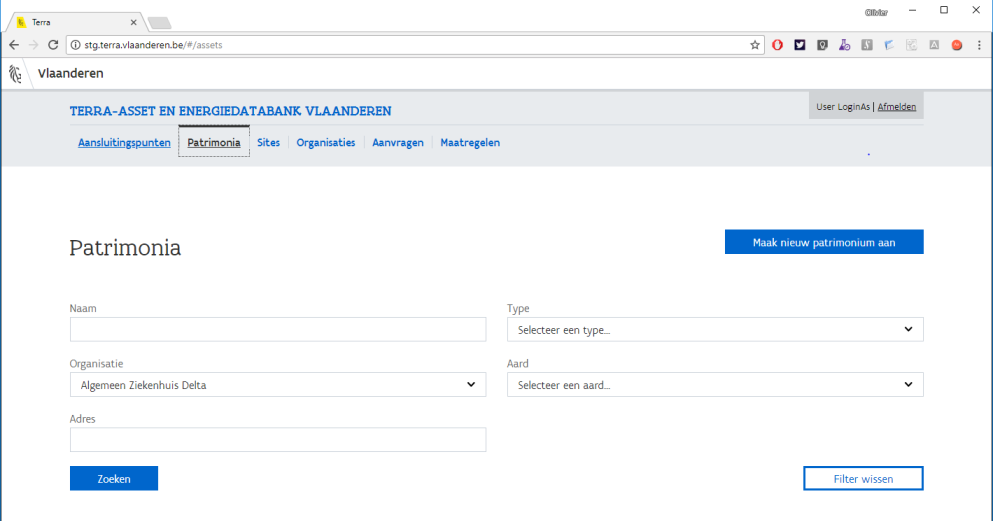 Terra
Olivier
stg.terra.vlaanderen.be/#/assets
Vlaanderen
TERRA-ASSET EN ENERGIEDATABANK VLAANDEREN
User LoginAs | Afmelden
Aansluitingspunten Patrimonia Sites Organisaties Aanvragen Maatregelen
Patrimonia
Maak nieuw patrimonium aan
Naam
Type
Selecteer een type...
Organisatie
Aard
Algemeen Ziekenhuis Delta
Selecteer een aard...
Adres
Zoeken
Filter wissen